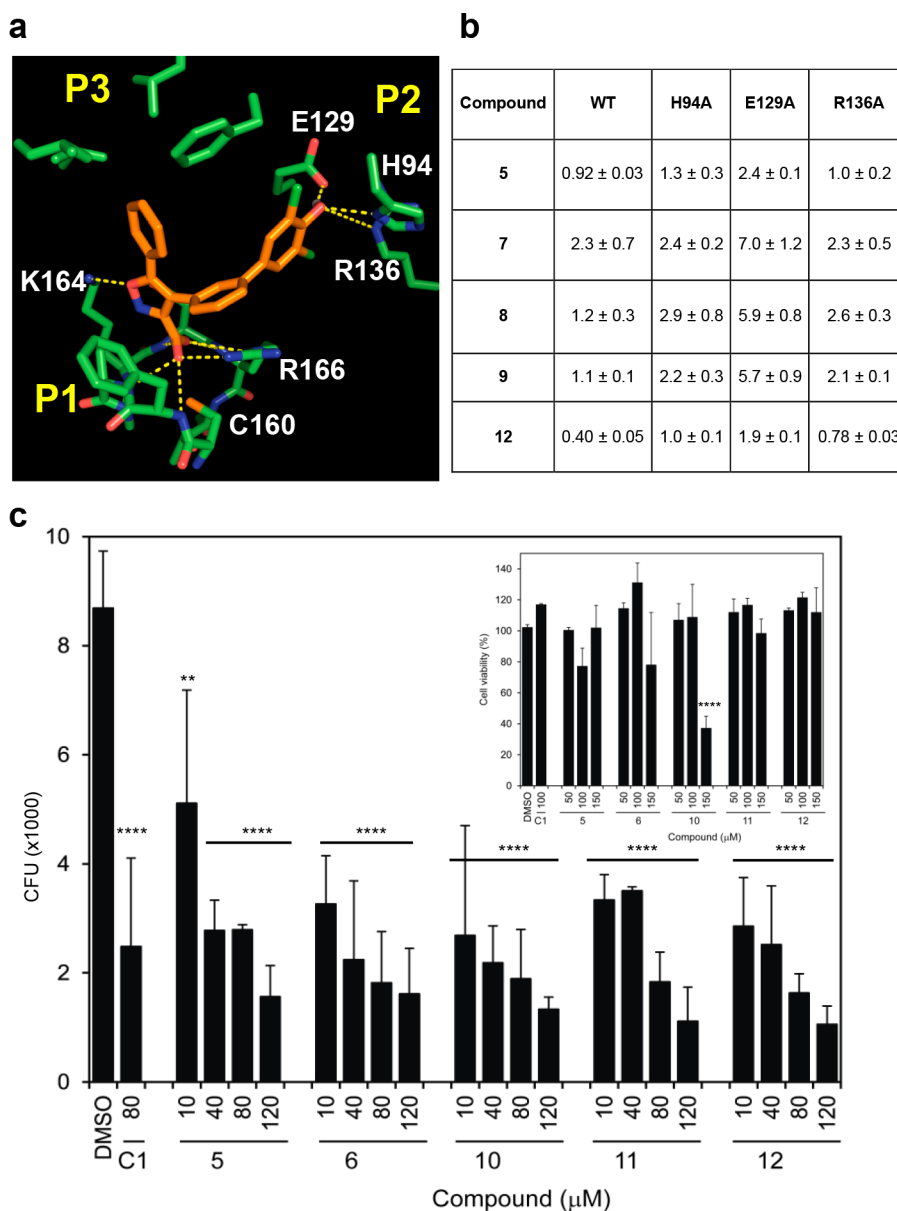 a
P3
P2
E129
H94
R136
K164
R166
P1
C160
b
Compound WT H94A E129A R136A
5 0.92 ± 0.03 1.3 ± 0.3 2.4 ± 0.1 1.0 ± 0.2
7 2.3 ± 0.7 2.4 ± 0.2 7.0 ± 1.2 2.3 ± 0.5
8 1.2 ± 0.3 2.9 ± 0.8 5.9 ± 0.8 2.6 ± 0.3
9 1.1 ± 0.1 2.2 ± 0.3 5.7 ± 0.9 2.1 ± 0.1
12 0.40 ± 0.05 1.0 ± 0.1 1.9 ± 0.1 0.78 ± 0.03
c
CFU (x1000)
10
8
6
4
2
0
** 
**** **** **** **** **** ****
DMSO 80 10 40 80 120 10 40 80 120 10 40 80 120 10 40 80 120 10 40 80 120
C1 5 6 10 11 12
Compound (μM)
Cell viability (%)
140
120
100
80
60
40
20
0
****
DMSO 100 50 100 150 50 100 150 50 100 150 50 100 150 50 100 150
C1 5 6 10 11 12
Compound (μM)